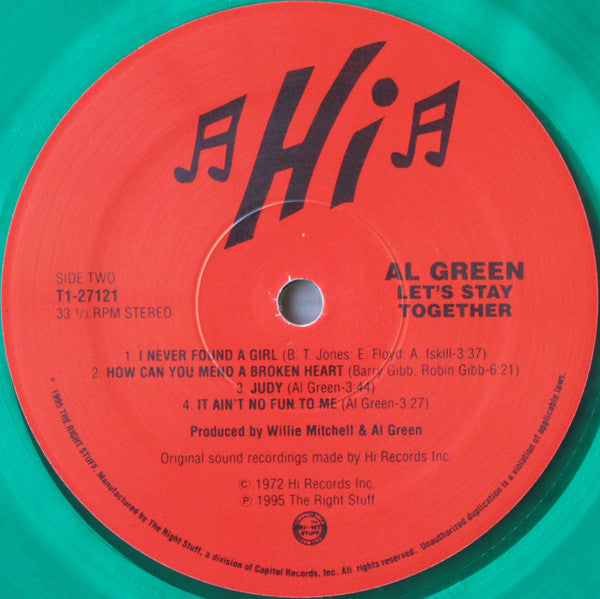 Hi
SIDE TWO
T1-27121
33 1/3 RPM STEREO
AL GREEN
LET'S STAY
TOGETHER
1. I NEVER FOUND A GIRL (B. T. Jones; E. Floyd; A. Iskill-3:37)
2. HOW CAN YOU MEND A BROKEN HEART (Barry Gibb, Robin Gibb-6:21)
3. JUDY (Al Green-3:44)
4. IT AIN'T NO FUN TO ME (Al Green-3:27)
Produced by Willie Mitchell & Al Green
Original sound recordings made by Hi Records Inc.
© 1972 Hi Records Inc.
℗ 1995 The Right Stuff
THE RIGHT STUFF
℗ 1995 THE RIGHT STUFF. Manufactured by The Right Stuff, a division of Capitol Records, Inc. All rights reserved. Unauthorized duplication is a violation of applicable laws.